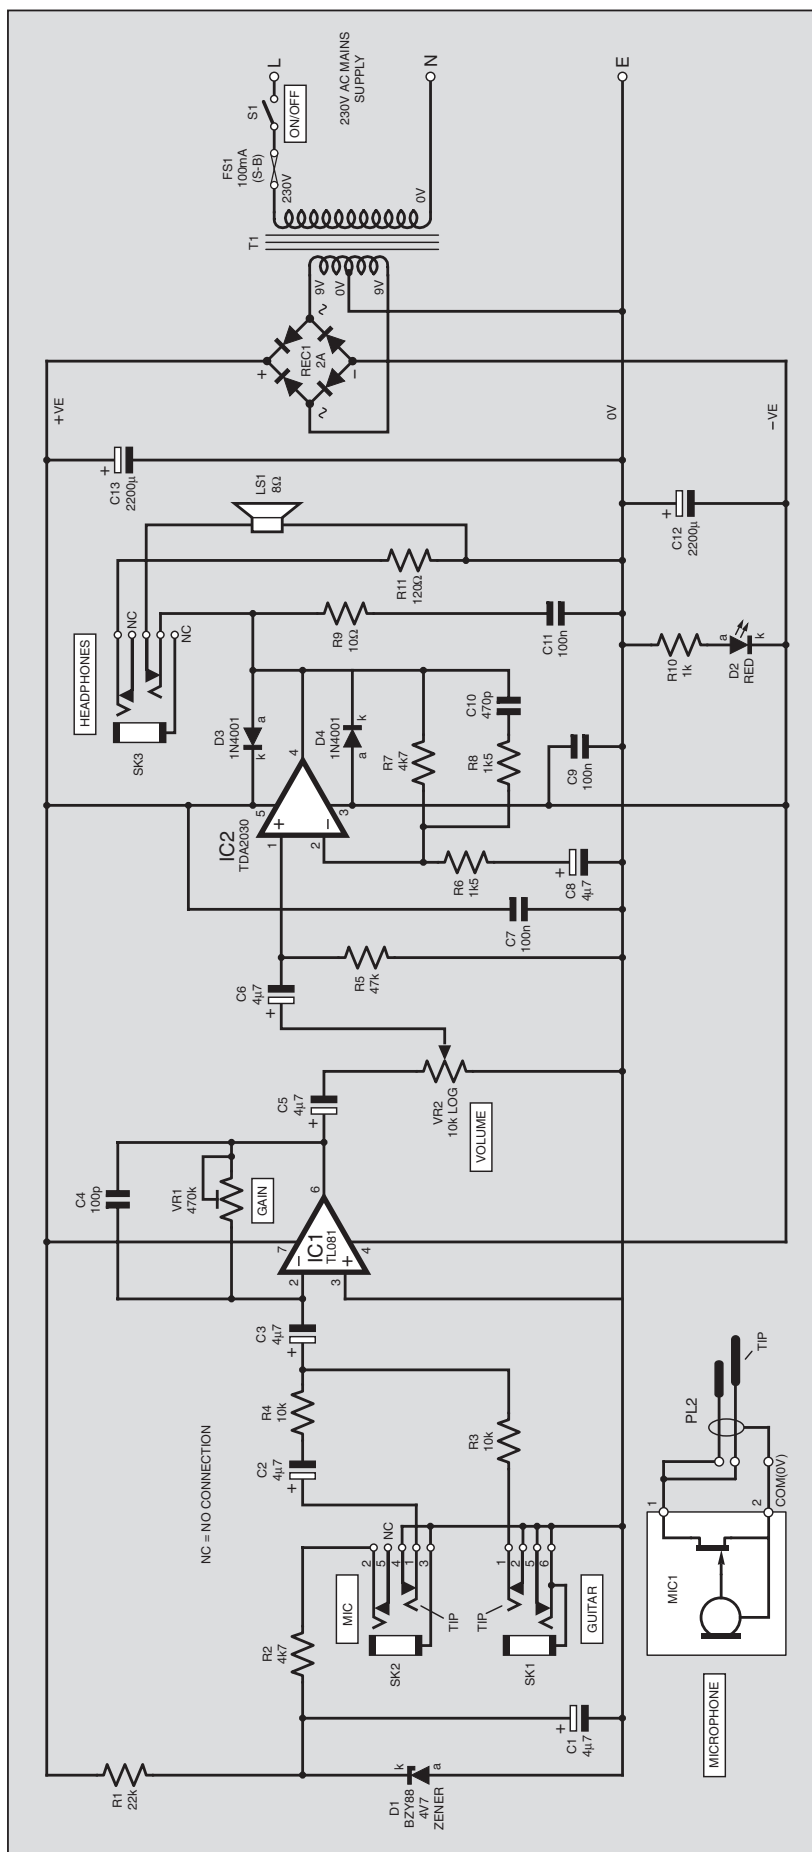 R1
22k
+VE
D1
BZY88
4V7
ZENER
k
a
C1
4µ7
+
R2
4k7
MIC
SK2
2
5
4
1
3
NC
TIP
GUITAR
SK1
1
2
5
6
TIP
NC = NO CONNECTION
C2
4µ7
+
R4
10k
R3
10k
C3
4µ7
+
C4
100p
VR1
470k
GAIN
IC1
TL081
2
3
7
4
6
−
+
C5
4µ7
+
VR2
10k LOG
VOLUME
C6
4µ7
+
R5
47k
C7
100n
IC2
TDA2030
1
2
5
3
4
+
−
R6
1k5
C8
4µ7
+
R7
4k7
R8
1k5
C10
470p
C9
100n
D3
1N4001
k
a
D4
1N4001
a
k
HEADPHONES
SK3
NC
NC
R9
10Ω
C11
100n
R11
120Ω
LS1
8Ω
R10
1k
D2
RED
a
k
C13
2200µ
+
C12
2200µ
+
+VE
0V
−VE
REC1
2A
+
−
~
~
T1
9V
0V
9V
230V
0V
FS1
100mA
(S-B)
S1
ON/OFF
L
N
E
230V AC MAINS
SUPPLY
MICROPHONE
MIC1
1
2
COM(0V)
PL2
TIP